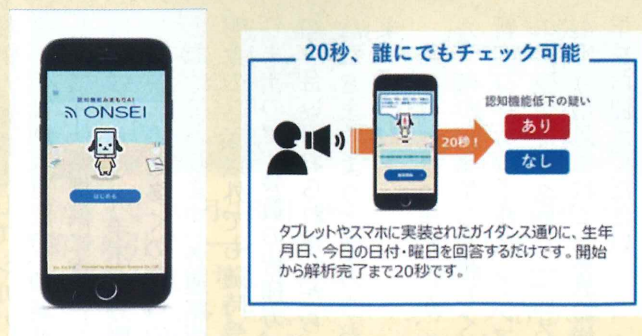 認知機能みまもりAI
ONSEI
はじめる
20秒、誰にでもチェック可能
20秒!
認知機能低下の疑い
あり
なし
タブレットやスマホに実装されたガイダンス通りに、生年
月日、今日の日付・曜日を回答するだけです。開始
から解析完了まで20秒です。